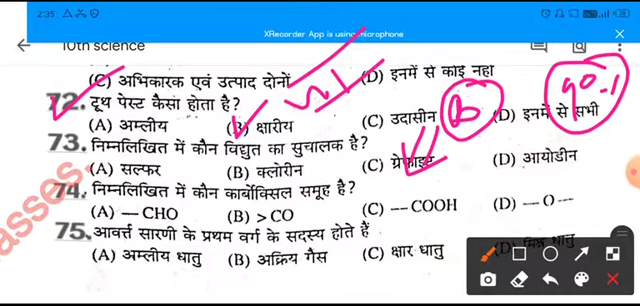 2:35
XRecorder App is using microphone
10th science
(C) अभिकारक एवं उत्पाद दोनों (D) इनमें से कोई नहा
72. टूथ पेस्ट कैसा होता है?
(A) अम्लीय (B) क्षारीय (C) उदासीन (D) इनमें से सभी
73. निम्नलिखित में कौन विद्युत का सुचालक है?
(A) सल्फर (B) क्लोरीन (C) ग्रेफाइट (D) आयोडीन
74. निम्नलिखित में कौन कार्बोक्सिल समूह है?
(A) —CHO (B) > CO (C) —COOH (D) —O—
75. आवर्त सारणी के प्रथम वर्ग के सदस्य होते हैं
(A) अम्लीय धातु (B) अक्रिय गैस (C) क्षार धातु (D) धातु